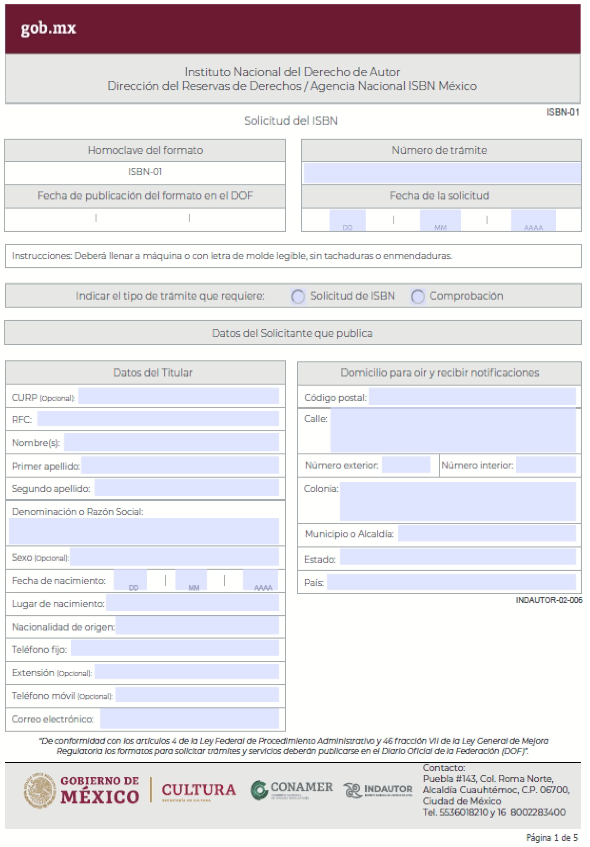 gob.mx
Instituto Nacional del Derecho de Autor
Dirección del Reservas de Derechos / Agencia Nacional ISBN México
ISBN-01
Solicitud del ISBN
Homoclave del formato
ISBN-01
Fecha de publicación del formato en el DOF
| |
Número de trámite
Fecha de la solicitud
DD | MM | AAAA
Instrucciones: Deberá llenar a máquina o con letra de molde legible, sin tachaduras o enmendaduras.
Indicar el tipo de trámite que requiere: Solicitud de ISBN Comprobación
Datos del Solicitante que publica
Datos del Titular
CURP (Opcional):
RFC:
Nombre(s):
Primer apellido:
Segundo apellido:
Denominación o Razón Social:
Sexo (Opcional):
Fecha de nacimiento: DD | MM | AAAA
Lugar de nacimiento:
Nacionalidad de origen:
Teléfono fijo:
Extensión (Opcional):
Teléfono móvil (Opcional):
Correo electrónico:
Domicilio para oir y recibir notificaciones
Código postal:
Calle:
Número exterior: Número interior:
Colonia:
Municipio o Alcaldía:
Estado:
País:
INDAUTOR-02-006
"De conformidad con los artículos 4 de la Ley Federal de Procedimiento Administrativo y 46 fracción VII de la Ley General de Mejora
Regulatoria los formatos para solicitar trámites y servicios deberán publicarse en el Diario Oficial de la Federación (DOF)".
GOBIERNO DE
MÉXICO
CULTURA
SECRETARÍA DE CULTURA
CONAMER
INDAUTOR
Contacto:
Puebla #143, Col. Roma Norte,
Alcaldía Cuauhtémoc, C.P. 06700,
Ciudad de México
Tel. 5536018210 y 16 8002283400
Página 1 de 5